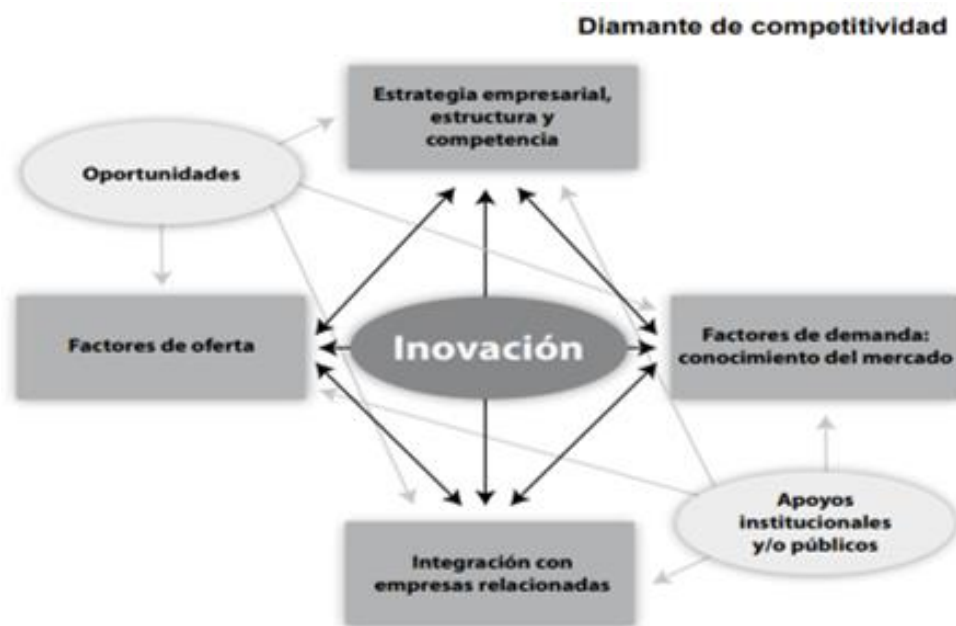 Diamante de competitividad
Estrategia empresarial,
estructura y
competencia
Oportunidades
Factores de oferta
Inovación
Factores de demanda:
conocimiento del mercado
Apoyos
institucionales
y/o públicos
Integración con
empresas relacionadas